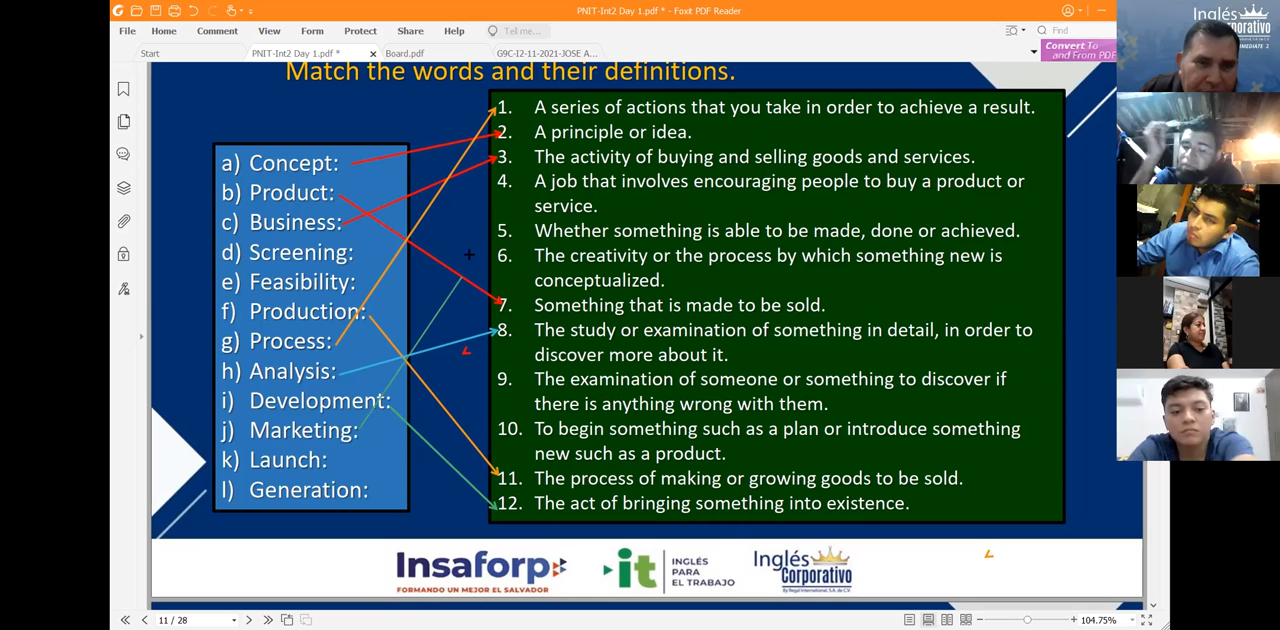 PNIT-Int2 Day 1.pdf * - Foxit PDF Reader
File Home Comment View Form Protect Share Help Tell me... Find
Start PNIT-Int2 Day 1.pdf * Board.pdf G9C-I2-11-2021-JOSE A...
Convert To
and From PDF
Match the words and their definitions.
a) Concept:
b) Product:
c) Business:
d) Screening:
e) Feasibility:
f) Production:
g) Process:
h) Analysis:
i) Development:
j) Marketing:
k) Launch:
l) Generation:
1. A series of actions that you take in order to achieve a result.
2. A principle or idea.
3. The activity of buying and selling goods and services.
4. A job that involves encouraging people to buy a product or
service.
5. Whether something is able to be made, done or achieved.
6. The creativity or the process by which something new is
conceptualized.
7. Something that is made to be sold.
8. The study or examination of something in detail, in order to
discover more about it.
9. The examination of someone or something to discover if
there is anything wrong with them.
10. To begin something such as a plan or introduce something
new such as a product.
11. The process of making or growing goods to be sold.
12. The act of bringing something into existence.
Insaforp
FORMANDO UN MEJOR EL SALVADOR
it
INGLÉS
PARA
EL TRABAJO
Inglés
Corporativo
By Regal International, S.A. de C.V.
11 / 28
104.75%
Inglés
Corporativo